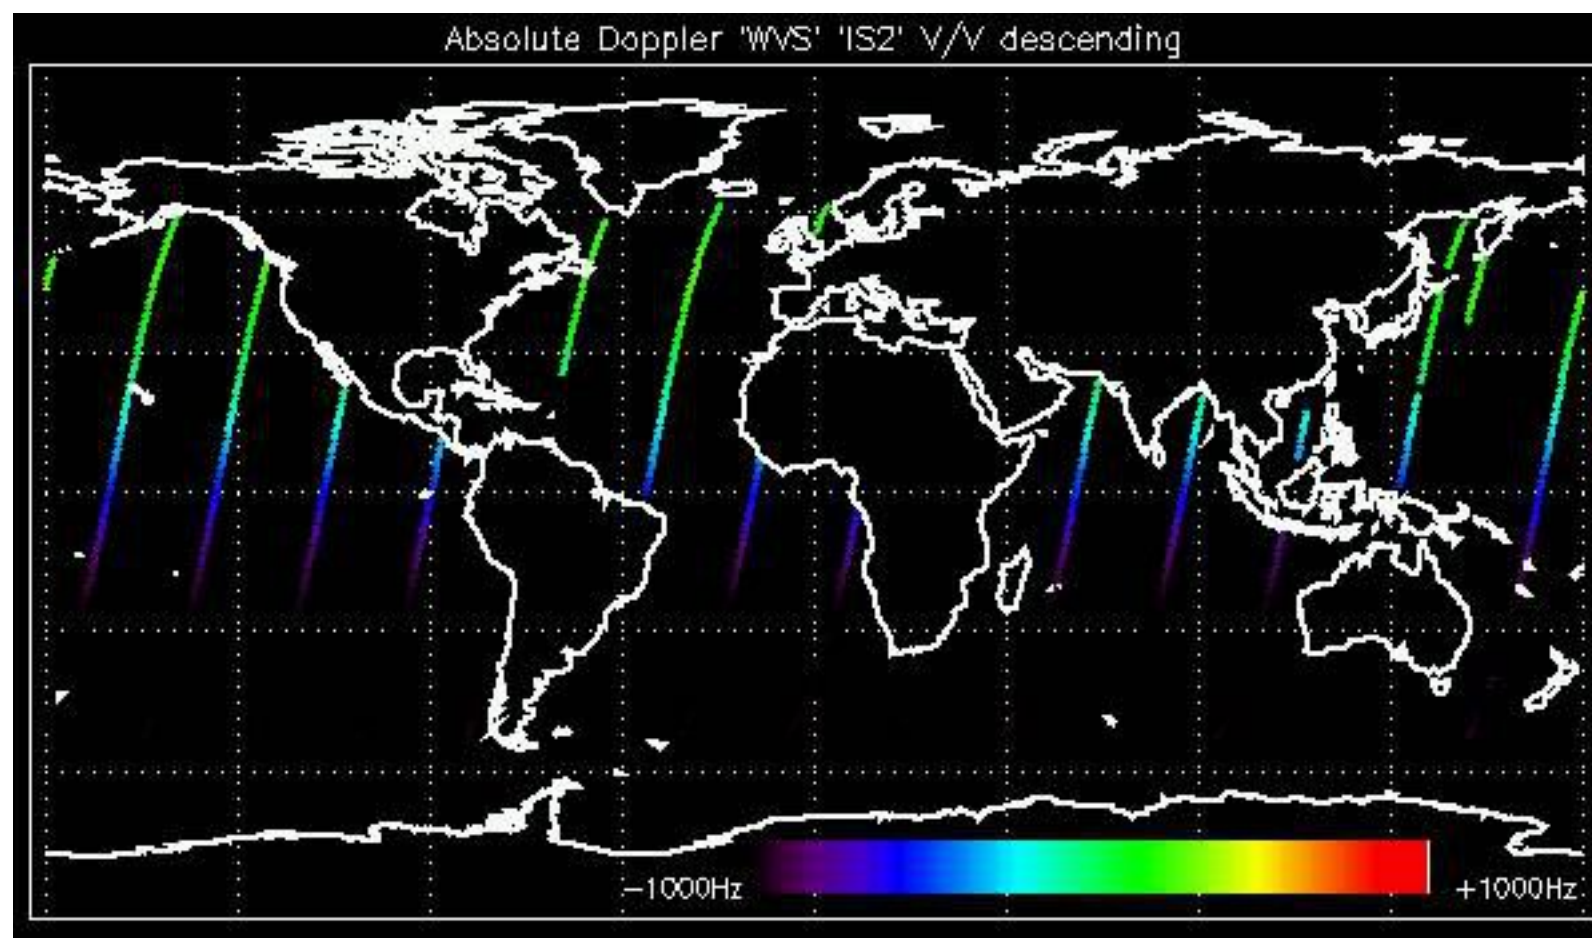 Absolute Doppler 'WVS' 'IS2' V/V descending
-1000Hz
+1000Hz